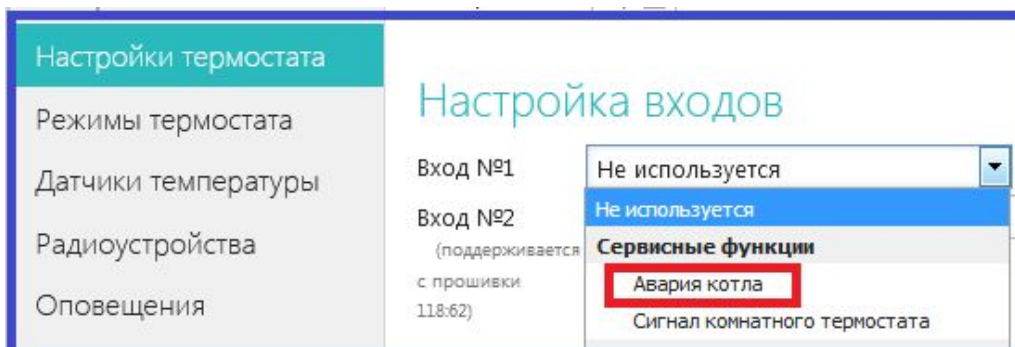 Настройки термостата
Режимы термостата
Датчики температуры
Радиоустройства
Оповещения
Настройка входов
Вход №1
Не используется
Вход №2
(поддерживается
с прошивки
118:62)
Не используется
Сервисные функции
Авария котла
Сигнал комнатного термостата